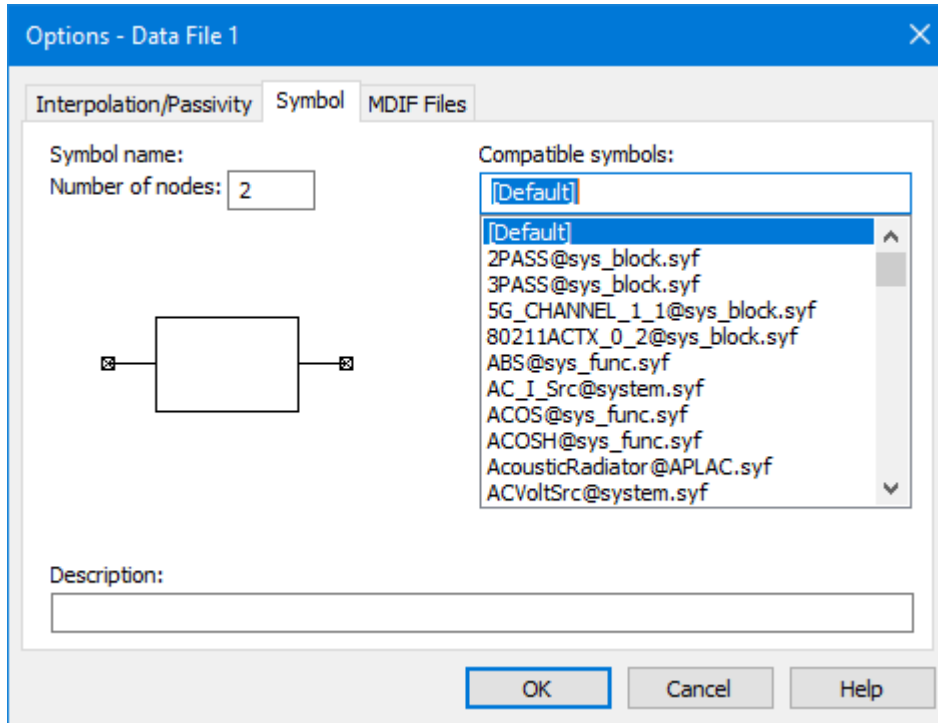 Options - Data File 1
Interpolation/Passivity Symbol MDIF Files
Symbol name:
Number of nodes: 2
Compatible symbols:
[Default]
[Default]
2PASS@sys_block.syf
3PASS@sys_block.syf
5G_CHANNEL_1_1@sys_block.syf
80211ACTX_0_2@sys_block.syf
ABS@sys_func.syf
AC_I_Src@system.syf
ACOS@sys_func.syf
ACOSH@sys_func.syf
AcousticRadiator@APLAC.syf
ACVoltSrc@system.syf
Description:
OK Cancel Help